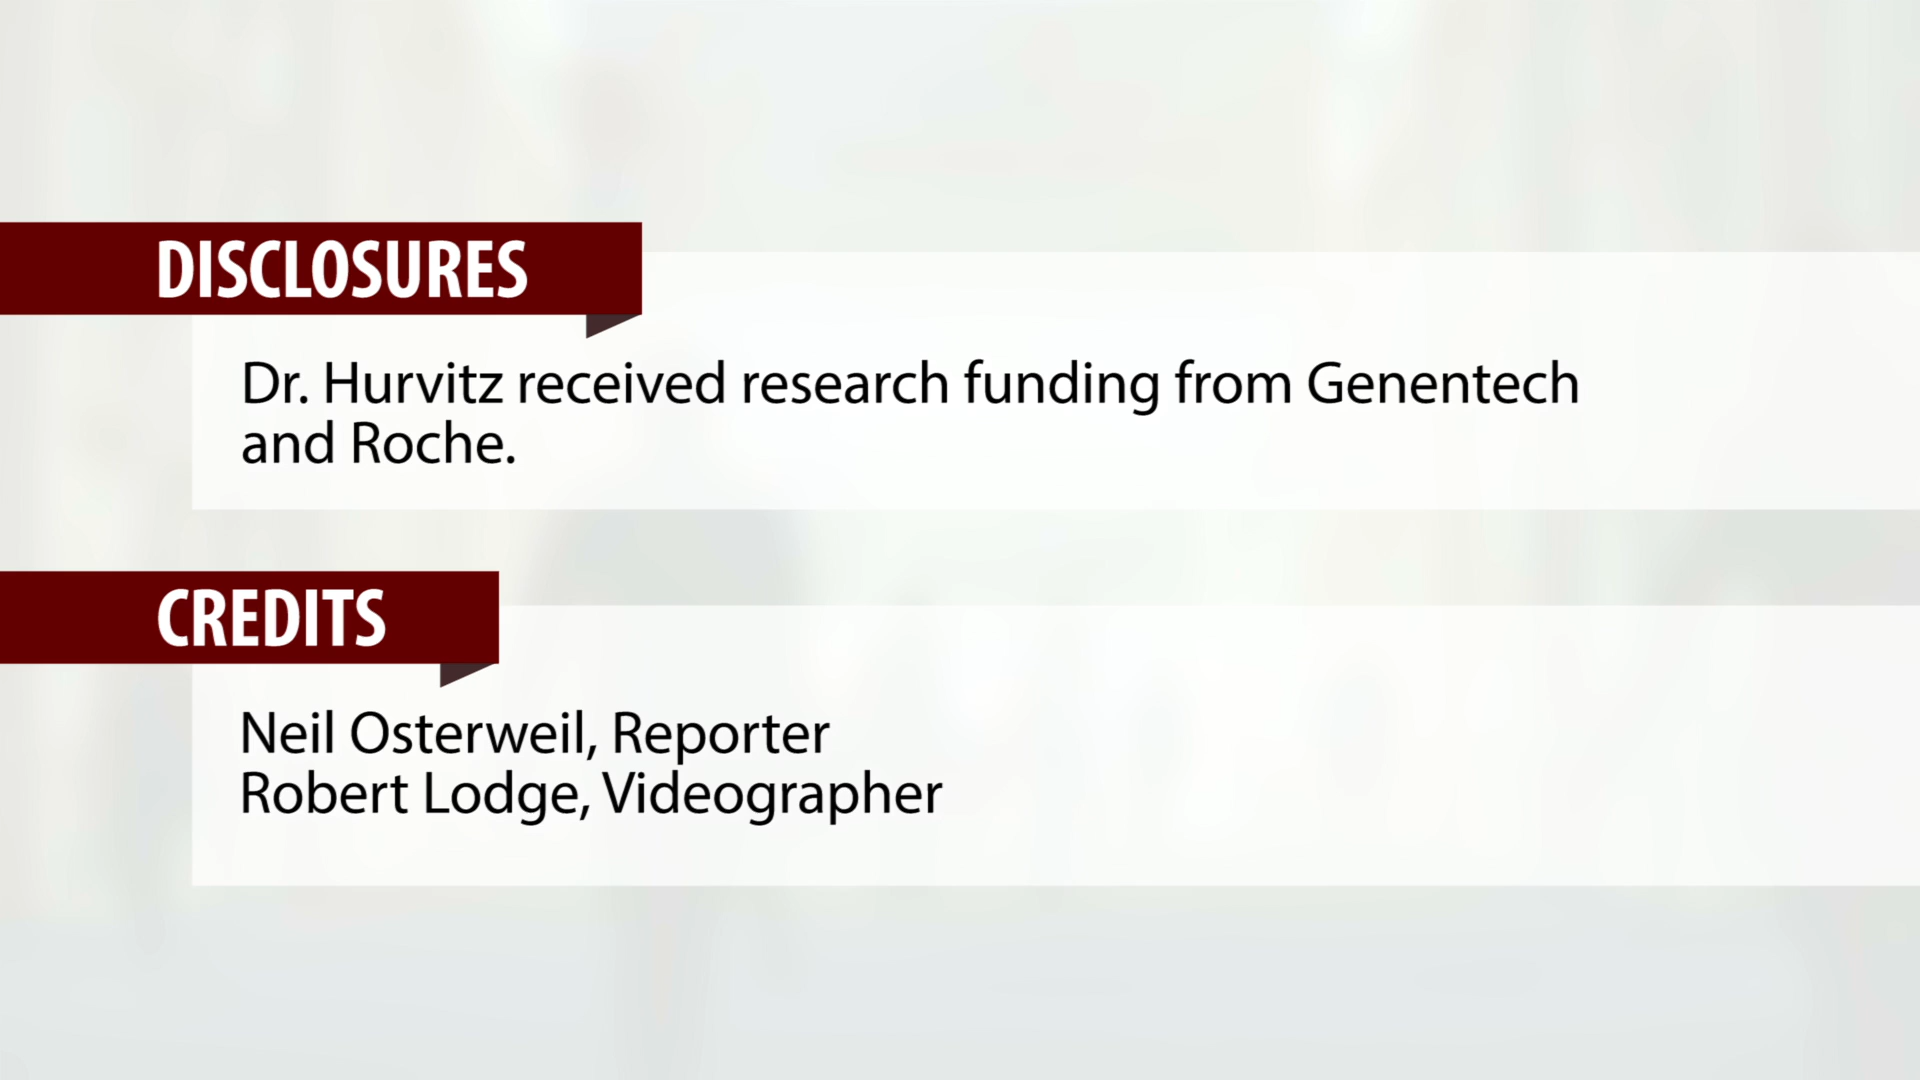 DISCLOSURES
Dr. Hurvitz received research funding from Genentech
and Roche.
CREDITS
Neil Osterweil, Reporter
Robert Lodge, Videographer